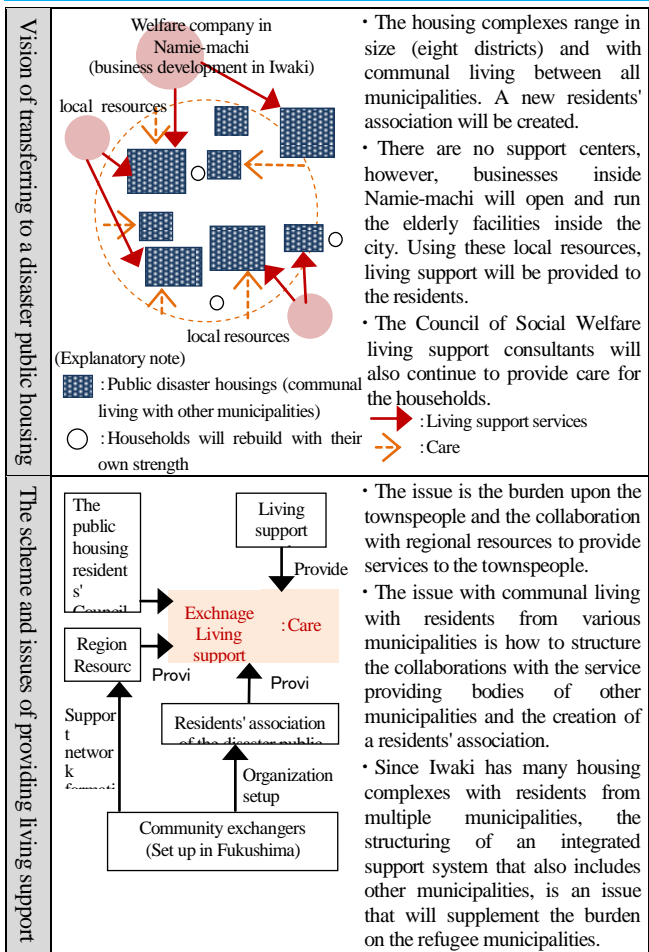 Vision of transferring to a disaster public housing
Welfare company in
Namie-machi
(business development in Iwaki)
local resources
local resources
(Explanatory note)
: Public disaster housings (communal
living with other municipalities)
: Households will rebuild with their
own strength
・The housing complexes range in
size (eight districts) and with
communal living between all
municipalities. A new residents'
association will be created.
・There are no support centers,
however, businesses inside
Namie-machi will open and run
the elderly facilities inside the
city. Using these local resources,
living support will be provided to
the residents.
・The Council of Social Welfare
living support consultants will
also continue to provide care for
the households.
: Living support services
: Care
The scheme and issues of providing living support
The
public
housing
resident
s'
Council
Living
support
Provide
Exchnage
Living
support
: Care
Region
Resourc
Provi
Provi
Suppor
t
networ
k
formati
Residents' association
of the disaster public
Organization
setup
Community exchangers
(Set up in Fukushima)
・The issue is the burden upon the
townspeople and the collaboration
with regional resources to provide
services to the townspeople.
・The issue with communal living
with residents from various
municipalities is how to structure
the collaborations with the service
providing bodies of other
municipalities and the creation of
a residents' association.
・Since Iwaki has many housing
complexes with residents from
multiple municipalities, the
structuring of an integrated
support system that also includes
other municipalities, is an issue
that will supplement the burden
on the refugee municipalities.